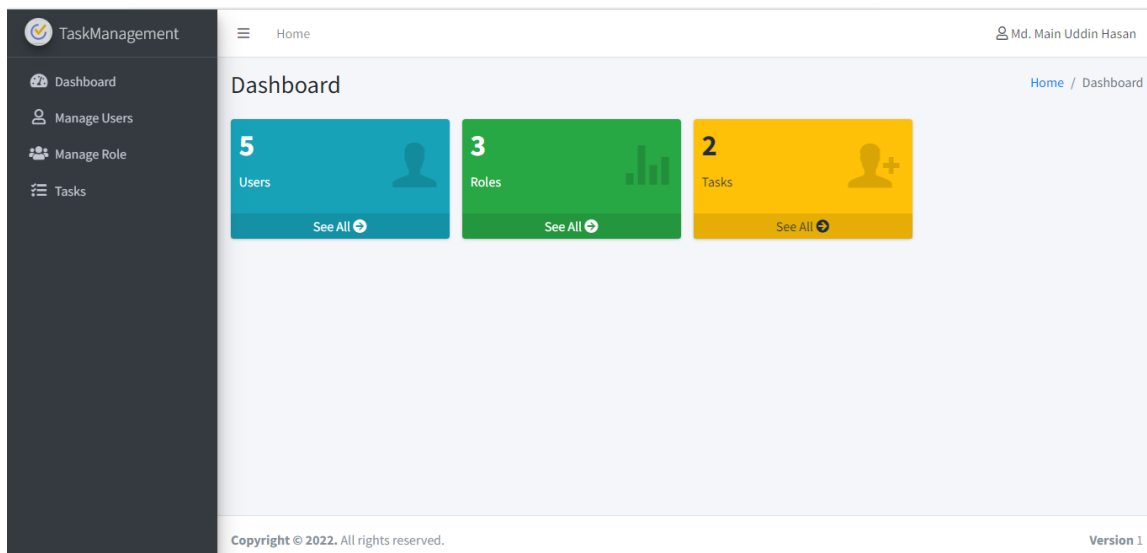 TaskManagement
Home
Md. Main Uddin Hasan
Dashboard
Manage Users
Manage Role
Tasks
Dashboard
Home / Dashboard
5
Users
See All
3
Roles
See All
2
Tasks
See All
Copyright © 2022. All rights reserved.
Version 1